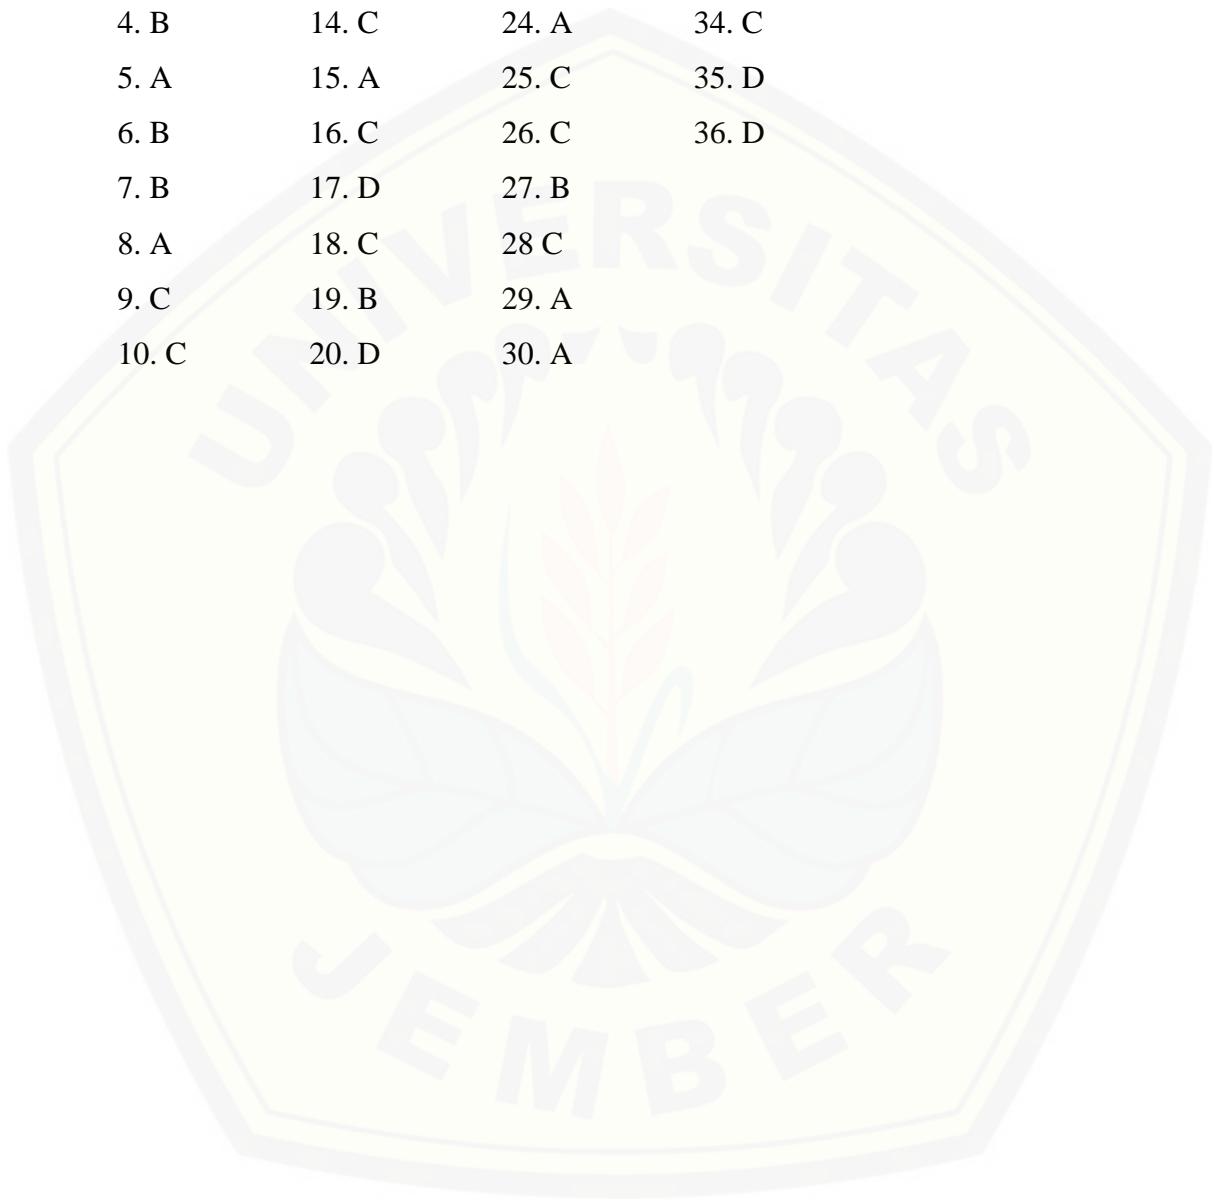 4. B 14. C 24. A 34. C
5. A 15. A 25. C 35. D
6. B 16. C 26. C 36. D
7. B 17. D 27. B
8. A 18. C 28 C
9. C 19. B 29. A
10. C 20. D 30. A
UNIVERSITAS
JEMBER